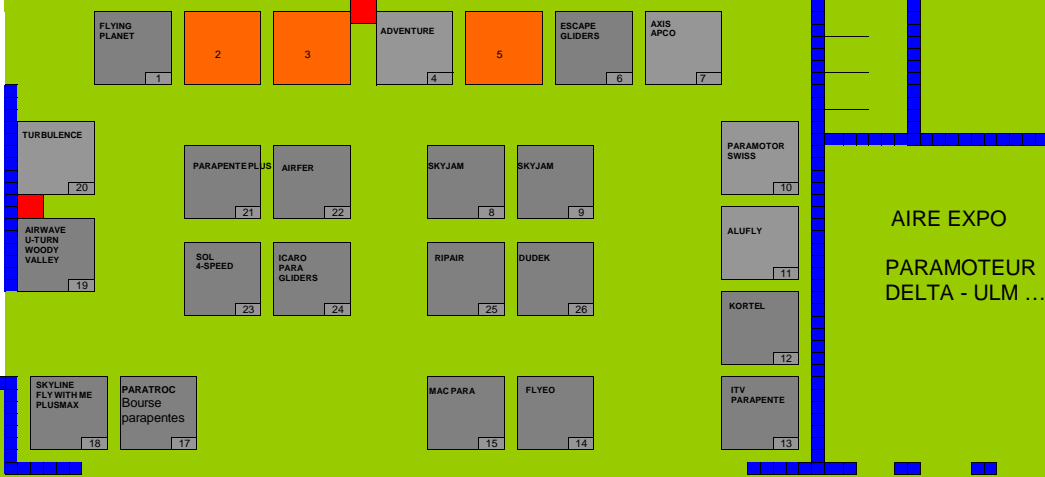 FLYING
PLANET
1
2
3
ADVENTURE
4
5
ESCAPE
GLIDERS
6
AXIS
APCO
7
TURBULENCE
20
PARAPENTE PLUS
21
AIRFER
22
SKYJAM
8
SKYJAM
9
PARAMOTOR
SWISS
10
AIRWAVE
U-TURN
WOODY
VALLEY
19
SOL
4-SPEED
23
ICARO
PARA
GLIDERS
24
RIPAIR
25
DUDEK
26
ALUFLY
11
AIRE EXPO
PARAMOTEUR
DELTA - ULM ...
KORTEL
12
SKYLINE
FLY WITH ME
PLUSMAX
18
PARATROC
Bourse
parapentes
17
MAC PARA
15
FLYEO
14
ITV
PARAPENTE
13